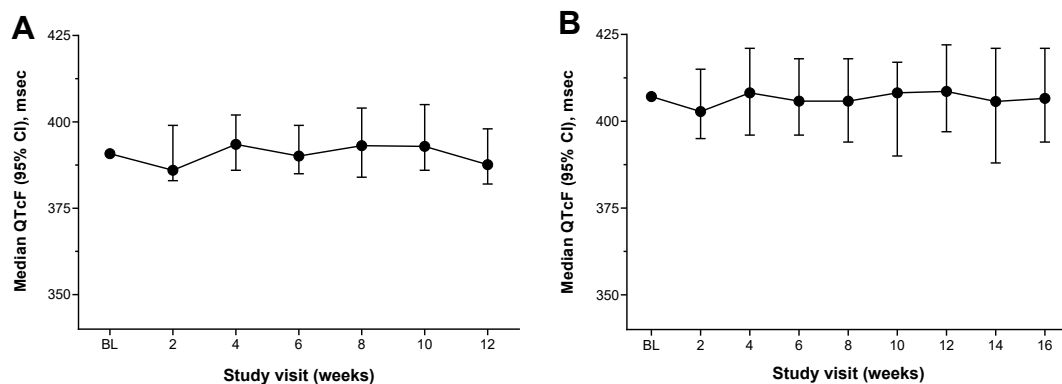 A
Median QTcF (95% CI), msec
425
400
375
350
BL 2 4 6 8 10 12
Study visit (weeks)
B
Median QTcF (95% CI), msec
425
400
375
350
BL 2 4 6 8 10 12 14 16
Study visit (weeks)